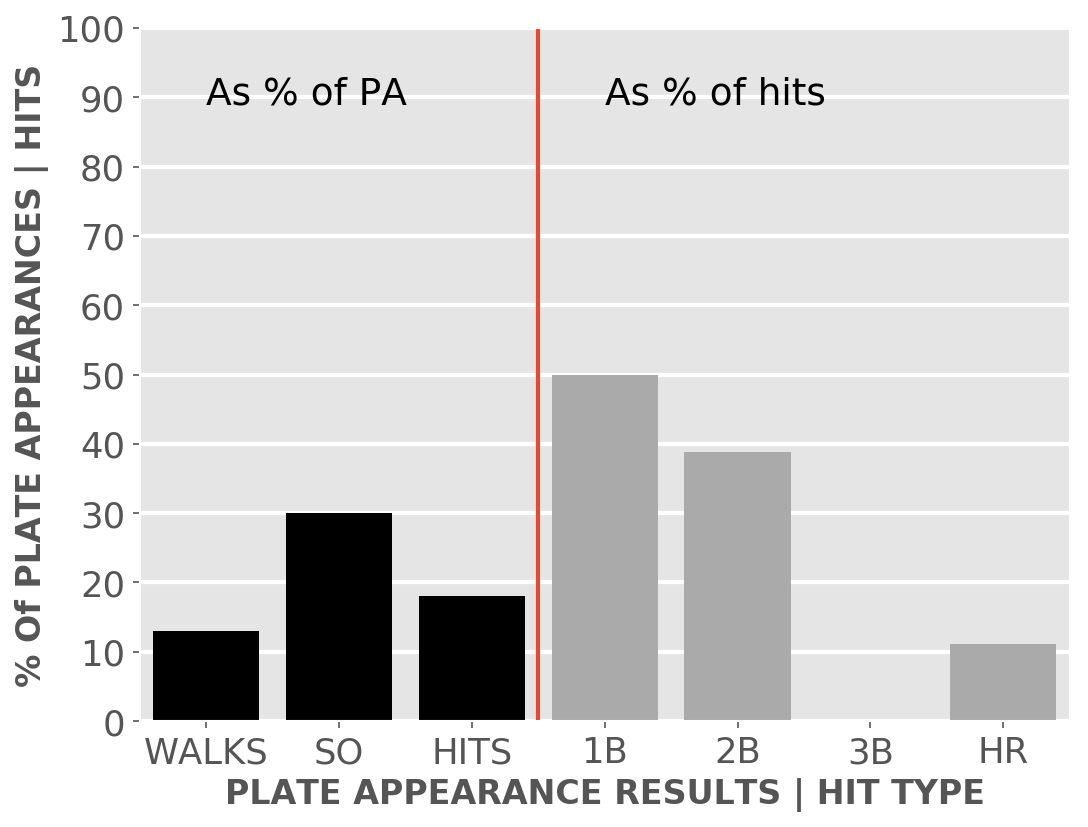 100
90
80
70
60
50
40
30
20
10
0
% Of PLATE APPEARANCES | HITS
As % of PA
As % of hits
WALKS SO HITS 1B 2B 3B HR
PLATE APPEARANCE RESULTS | HIT TYPE